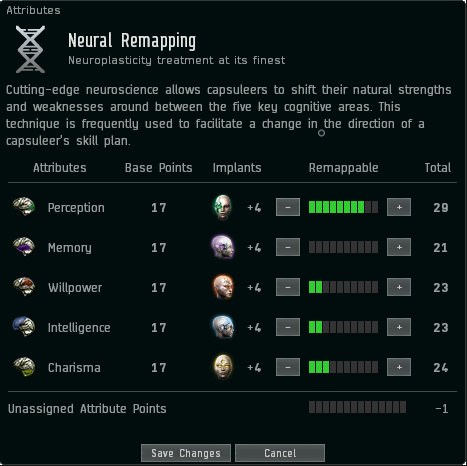 Attributes
Neural Remapping
Neuroplasticity treatment at its finest
Cutting-edge neuroscience allows capsuleers to shift their natural strengths
and weaknesses around between the five key cognitive areas. This
technique is frequently used to facilitate a change in the direction of a
capsuleer's skill plan.
Attributes Base Points Implants Remappable Total
Perception 17 +4 - + 29
Memory 17 +4 - + 21
Willpower 17 +4 - + 23
Intelligence 17 +4 - + 23
Charisma 17 +4 - + 24
Unassigned Attribute Points -1
Save Changes Cancel